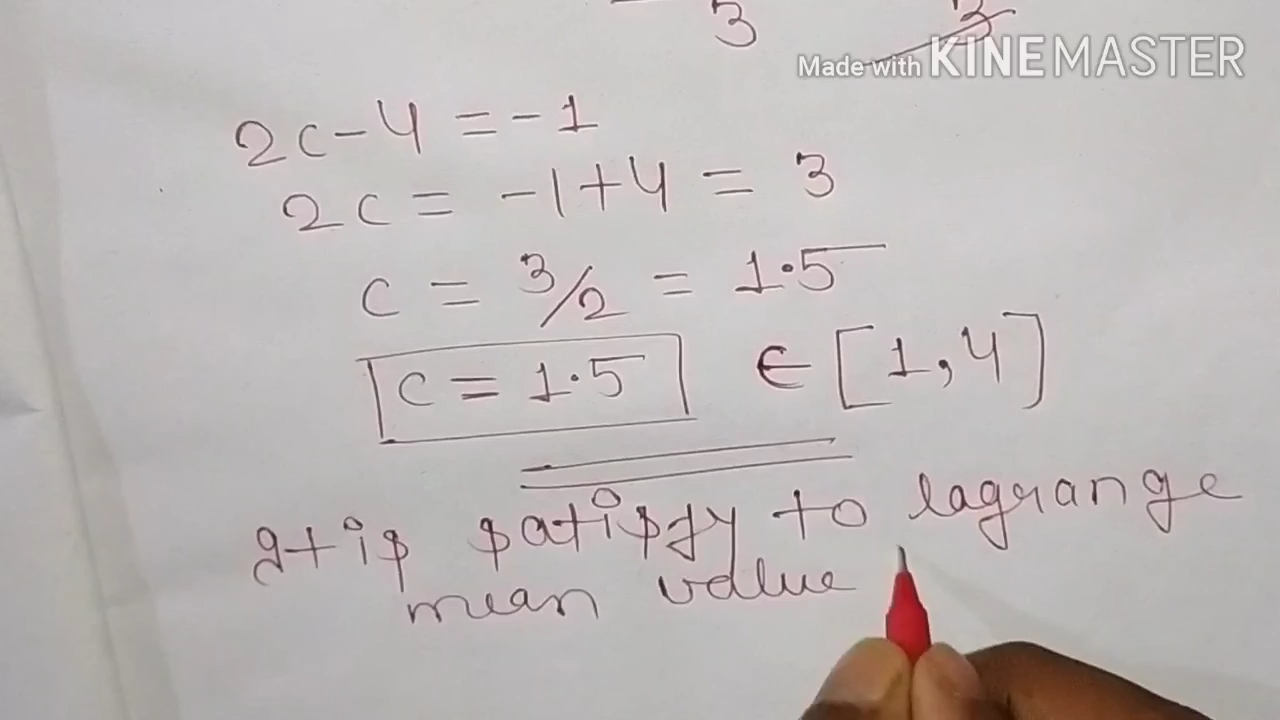 3 3
Made with KINEMASTER
2c - 4 = - 1
2c = -1+4 = 3
c = 3/2 = 1.5
c = 1.5 ∈ [1,4]
It is satisfy to lagrange
mean value